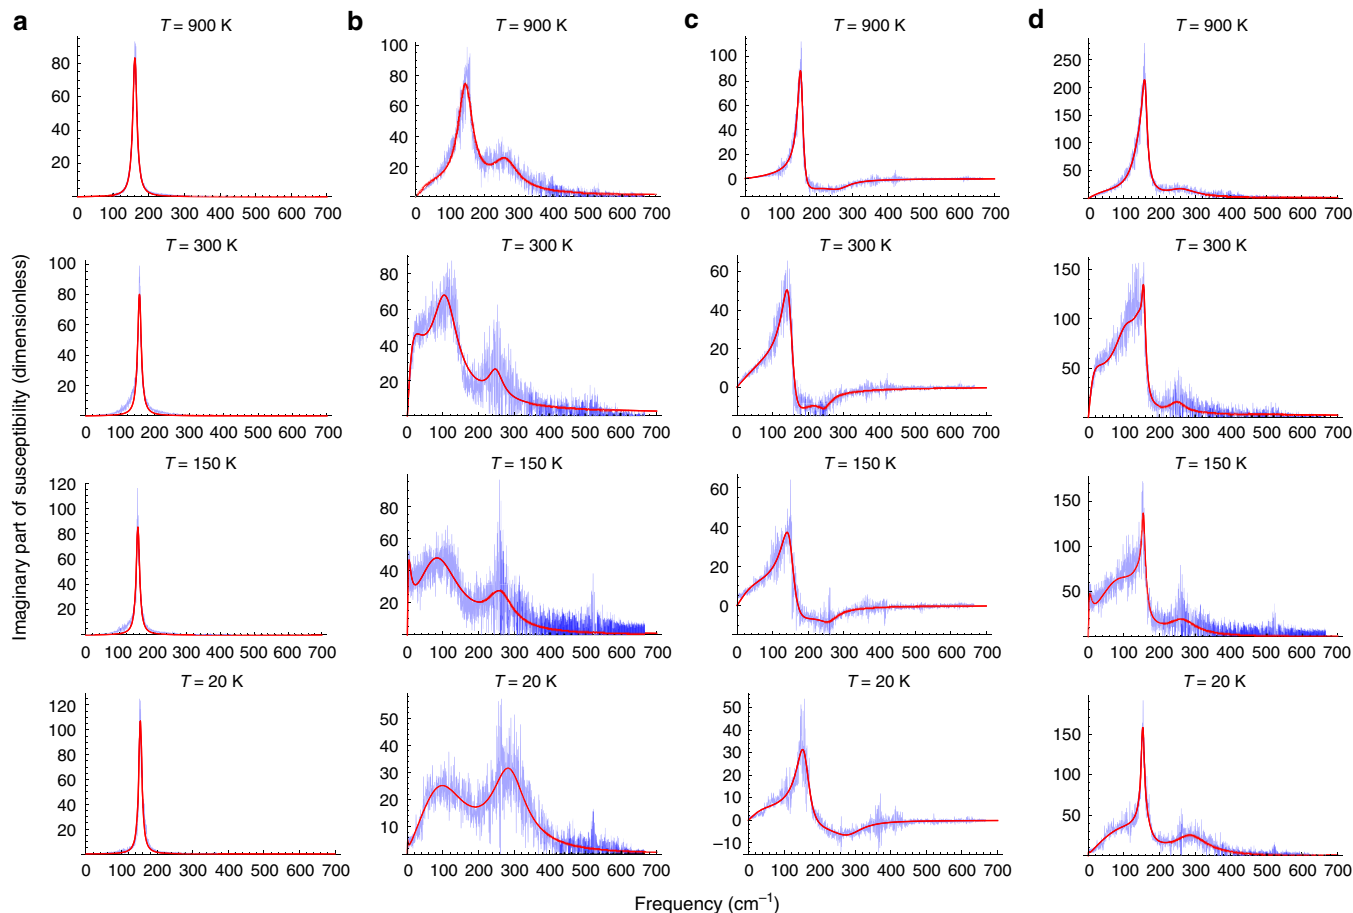 a b c d
T = 900 K T = 900 K T = 900 K T = 900 K
80 60 40 20
0 100 200 300 400 500 600 700
100 80 60 40 20
0 100 200 300 400 500 600 700
100 80 60 40 20 0
0 100 200 300 400 500 600 700
250 200 150 100 50
0 100 200 300 400 500 600 700
T = 300 K T = 300 K T = 300 K T = 300 K
100 80 60 40 20
0 100 200 300 400 500 600 700
80 60 40 20
0 100 200 300 400 500 600 700
60 40 20 0
0 100 200 300 400 500 600 700
150 100 50 0
0 100 200 300 400 500 600 700
Imaginary part of susceptibility (dimensionless)
T = 150 K T = 150 K T = 150 K T = 150 K
120 100 80 60 40 20
0 100 200 300 400 500 600 700
80 60 40 20
0 100 200 300 400 500 600 700
60 40 20 0
0 100 200 300 400 500 600 700
150 100 50 0
0 100 200 300 400 500 600 700
T = 20 K T = 20 K T = 20 K T = 20 K
120 100 80 60 40 20
0 100 200 300 400 500 600 700
50 40 30 20 10
0 100 200 300 400 500 600 700
50 40 30 20 10 0 −10
0 100 200 300 400 500 600 700
150 100 50 0
0 100 200 300 400 500 600 700
Frequency (cm−1)